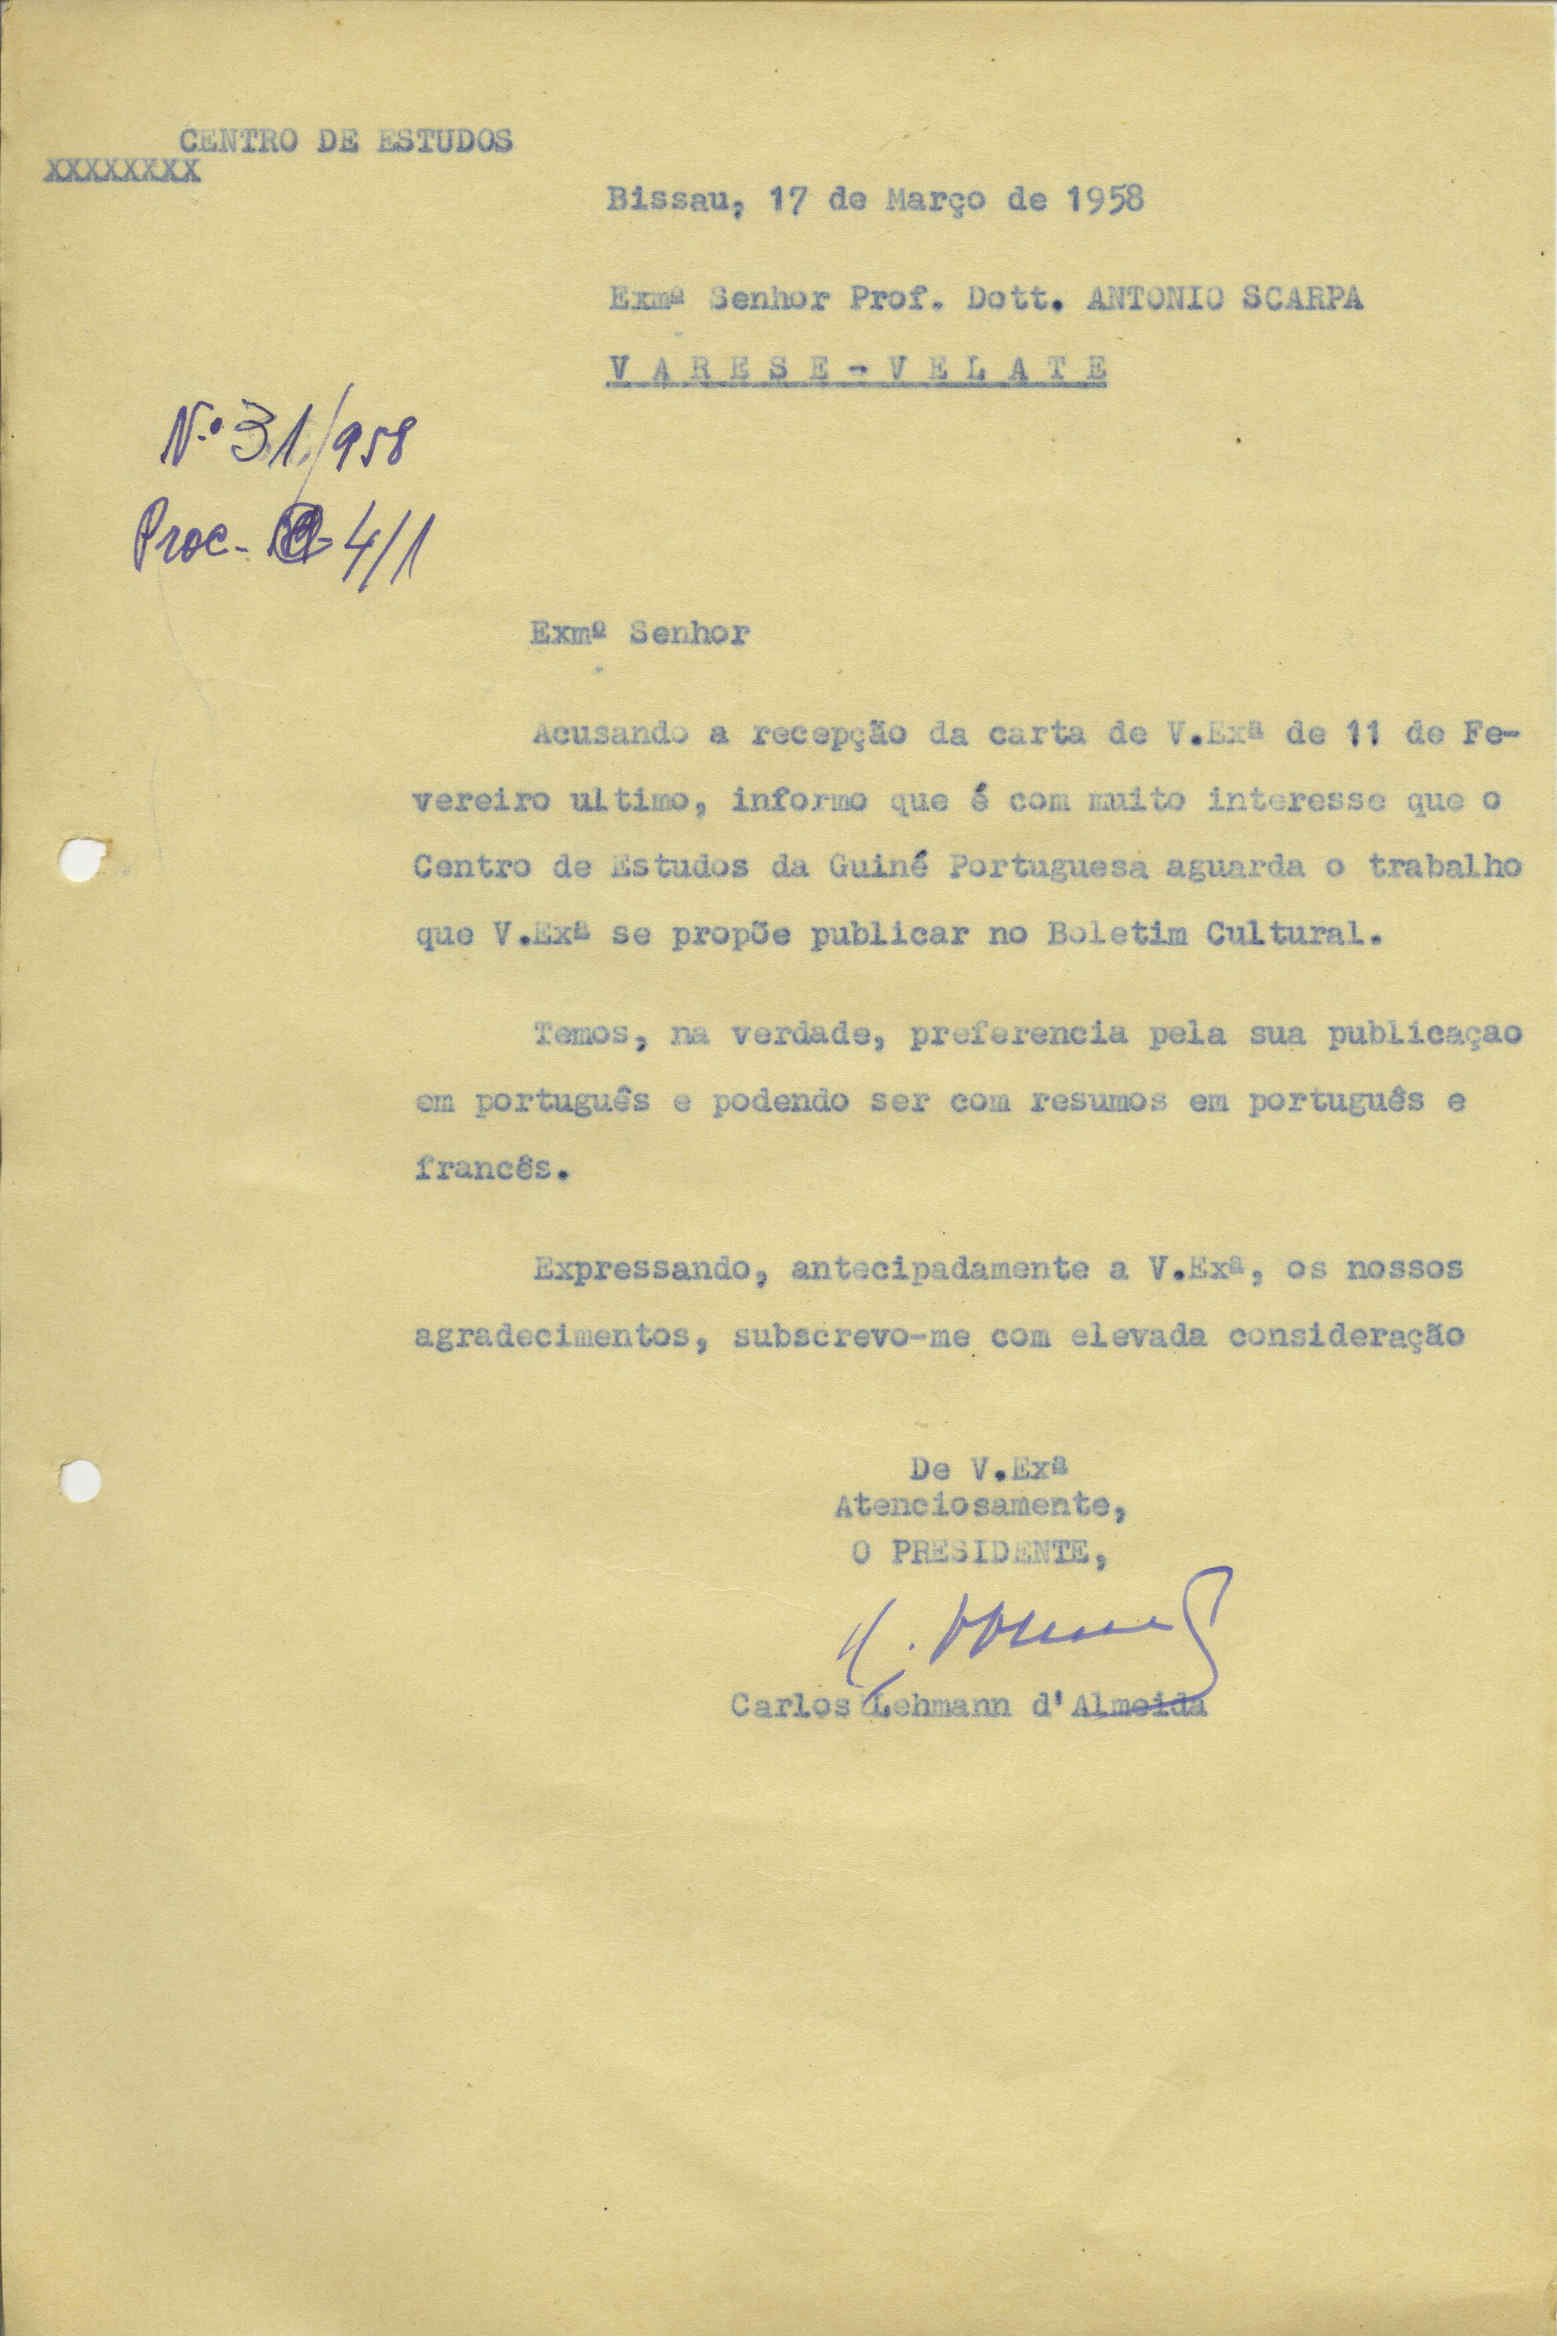 CENTRO DE ESTUDOS
XXXXXXXX
Bissau, 17 de Março de 1958
Exmº Senhor Prof. Dott. ANTONIO SCARPA
V A R E S E - V E L A T E
Nº 31/958
Proc- 4/1
Exmº Senhor
Acusando a recepção da carta de V.Exª de 11 de Fe-
vereiro ultimo, informo que é com muito interesse que o
Centro de Estudos da Guiné Portuguesa aguarda o trabalho
que V.Exª se propõe publicar no Boletim Cultural.
Temos, na verdade, preferencia pela sua publicaçao
em português e podendo ser com resumos em português e
francês.
Expressando, antecipadamente a V.Exª, os nossos
agradecimentos, subscrevo-me com elevada consideração
De V.Exª
Atenciosamente,
O PRESIDENTE,
Carlos Lehmann d'Almeida